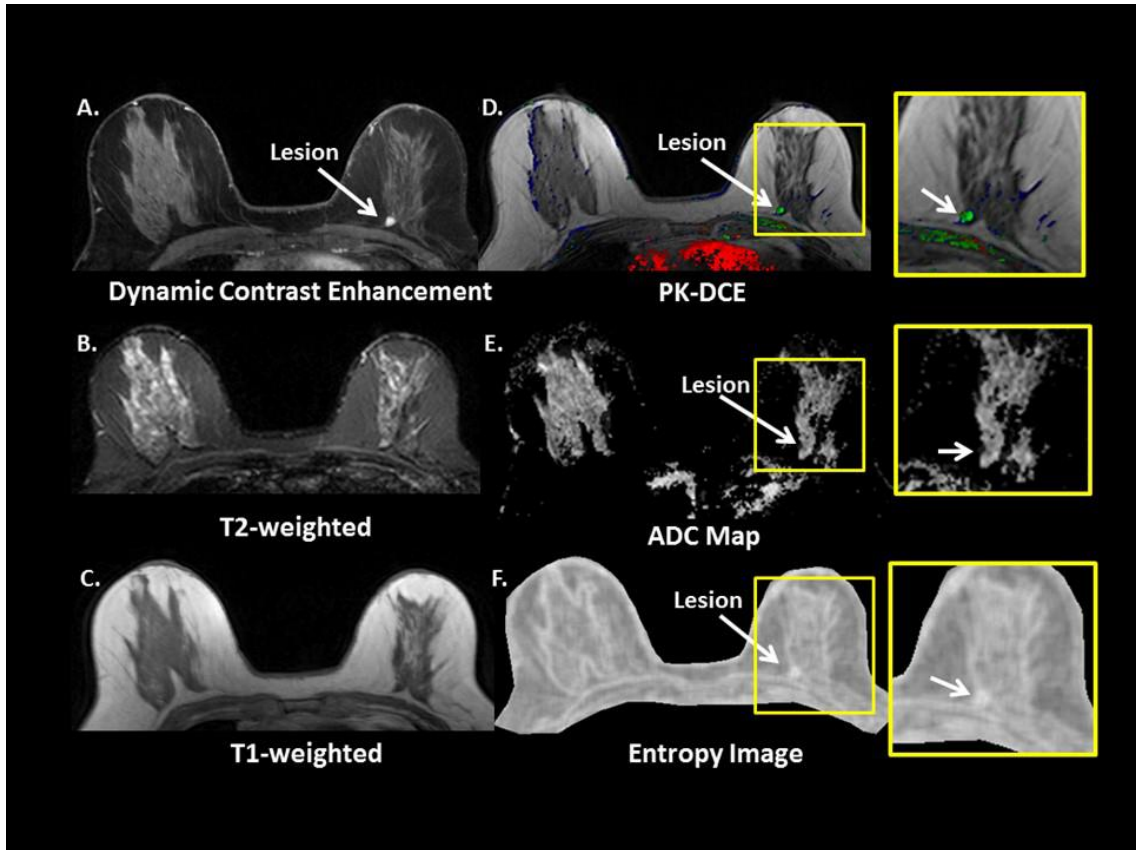 A.
Lesion
Dynamic Contrast Enhancement
D.
Lesion
PK-DCE
B.
T2-weighted
E.
Lesion
ADC Map
C.
T1-weighted
F.
Lesion
Entropy Image